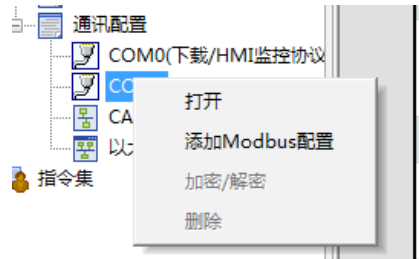 通讯配置
COM0(下载/HMI监控协议
CO
打开
CA
添加Modbus配置
以
指令集
加密/解密
删除